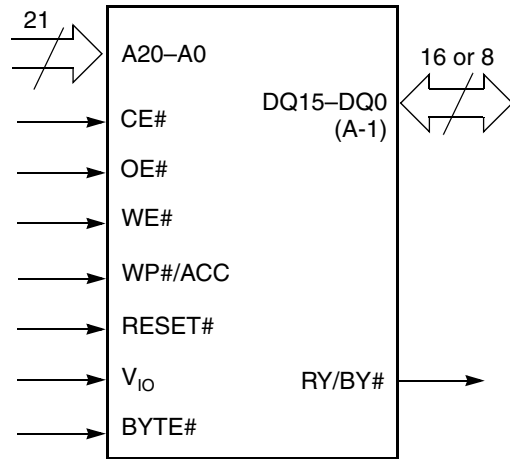 21
A20–A0
16 or 8
CE#
DQ15–DQ0
(A-1)
OE#
WE#
WP#/ACC
RESET#
VIO
RY/BY#
BYTE#